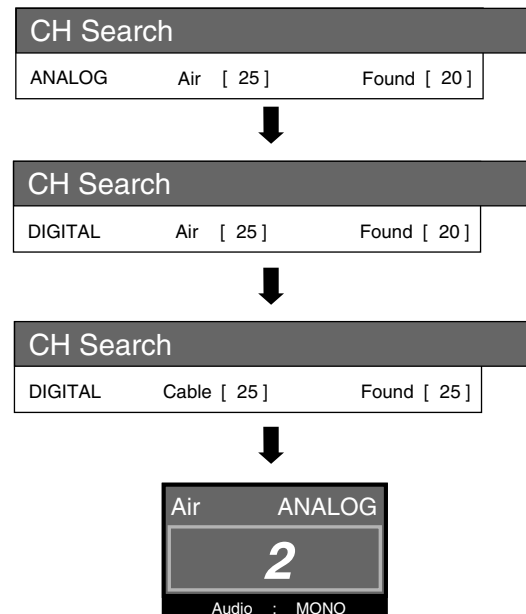 CH Search
ANALOG Air [ 25 ] Found [ 20 ]
CH Search
DIGITAL Air [ 25 ] Found [ 20 ]
CH Search
DIGITAL Cable [ 25 ] Found [ 25 ]
Air ANALOG
2
Audio : MONO